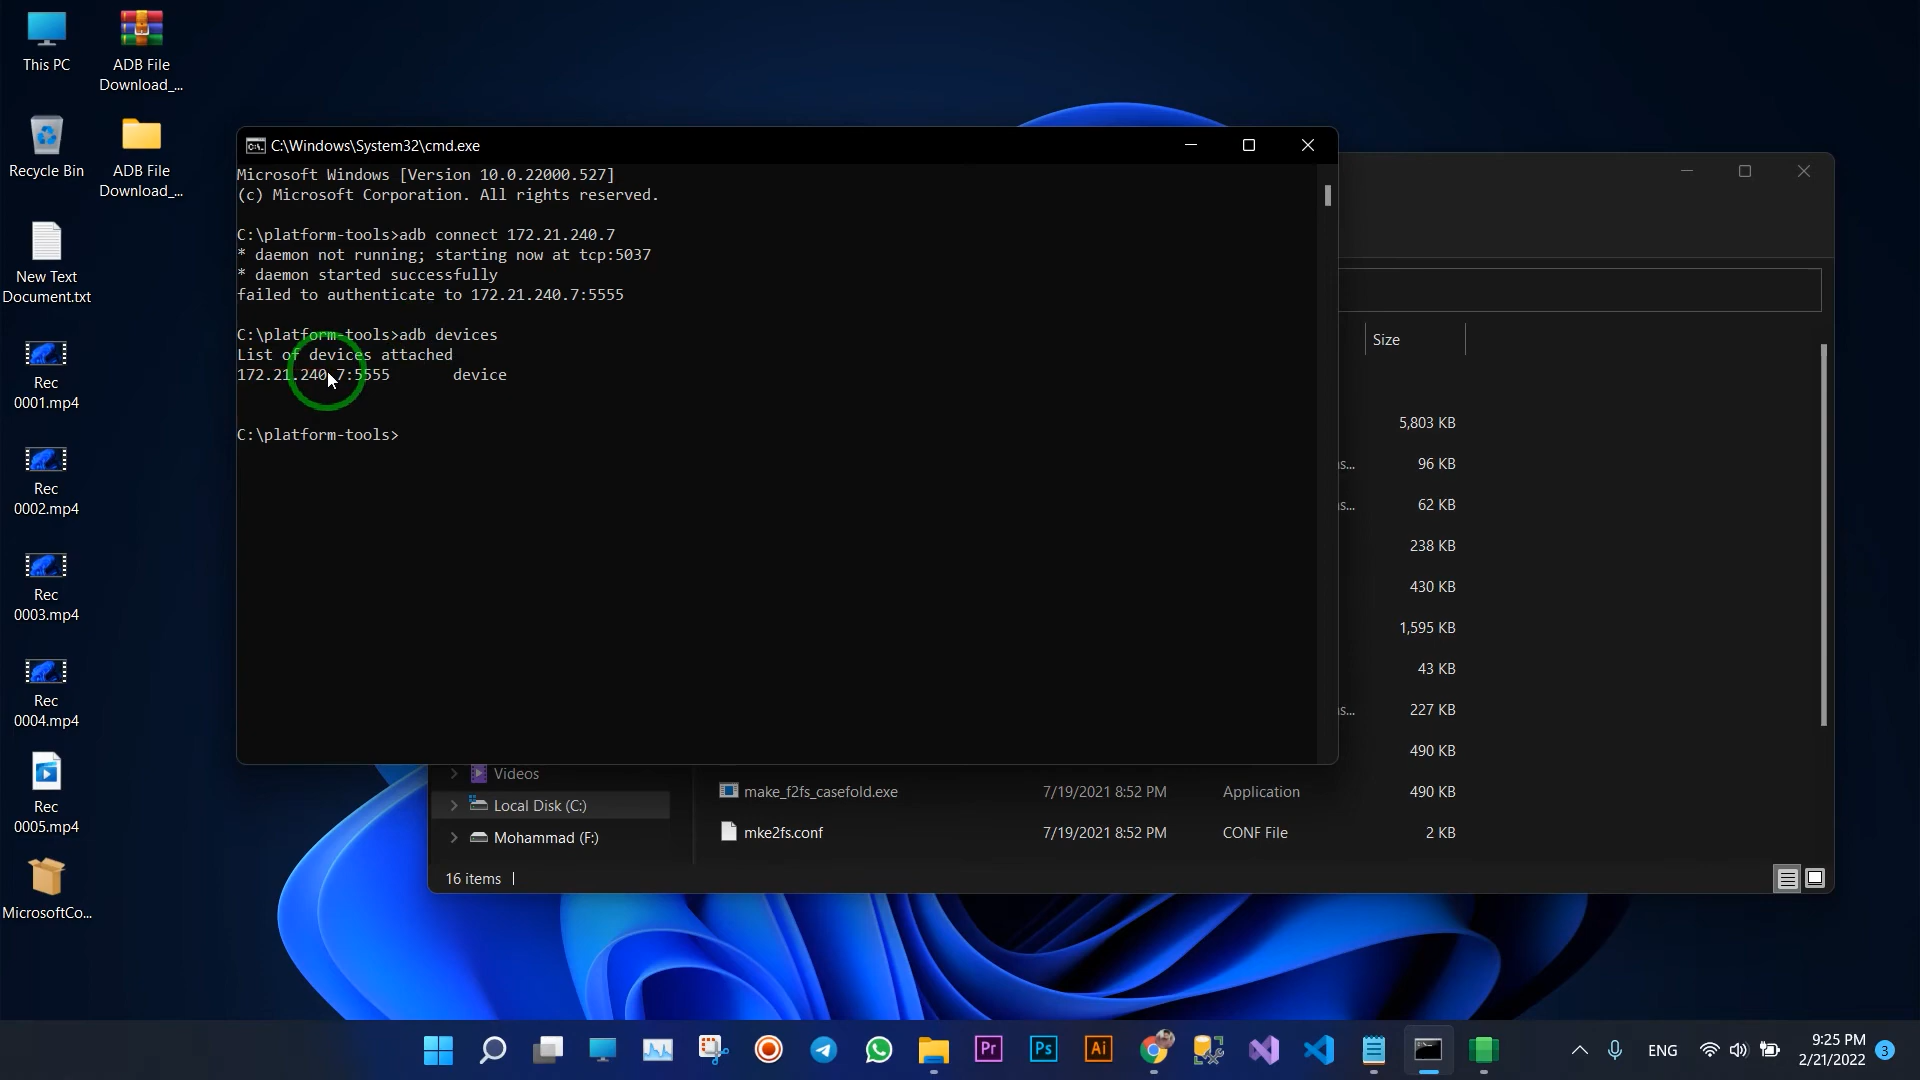 This PC
ADB File
Download_...
Recycle Bin
ADB File
Download_...
New Text
Document.txt
Rec
0001.mp4
Rec
0002.mp4
Rec
0003.mp4
Rec
0004.mp4
Rec
0005.mp4
MicrosoftCo...
C:\Windows\System32\cmd.exe
Microsoft Windows [Version 10.0.22000.527]
(c) Microsoft Corporation. All rights reserved.
C:\platform-tools>adb connect 172.21.240.7
* daemon not running; starting now at tcp:5037
* daemon started successfully
failed to authenticate to 172.21.240.7:5555
C:\platform-tools>adb devices
List of devices attached
172.21.240.7:5555 device
C:\platform-tools>
Size
5,803 KB
s... 96 KB
s... 62 KB
238 KB
430 KB
1,595 KB
43 KB
s... 227 KB
490 KB
Videos
Local Disk (C:)
Mohammad (F:)
make_f2fs_casefold.exe 7/19/2021 8:52 PM Application 490 KB
mke2fs.conf 7/19/2021 8:52 PM CONF File 2 KB
16 items
Pr
Ps
Ai
ENG
9:25 PM
2/21/2022
3